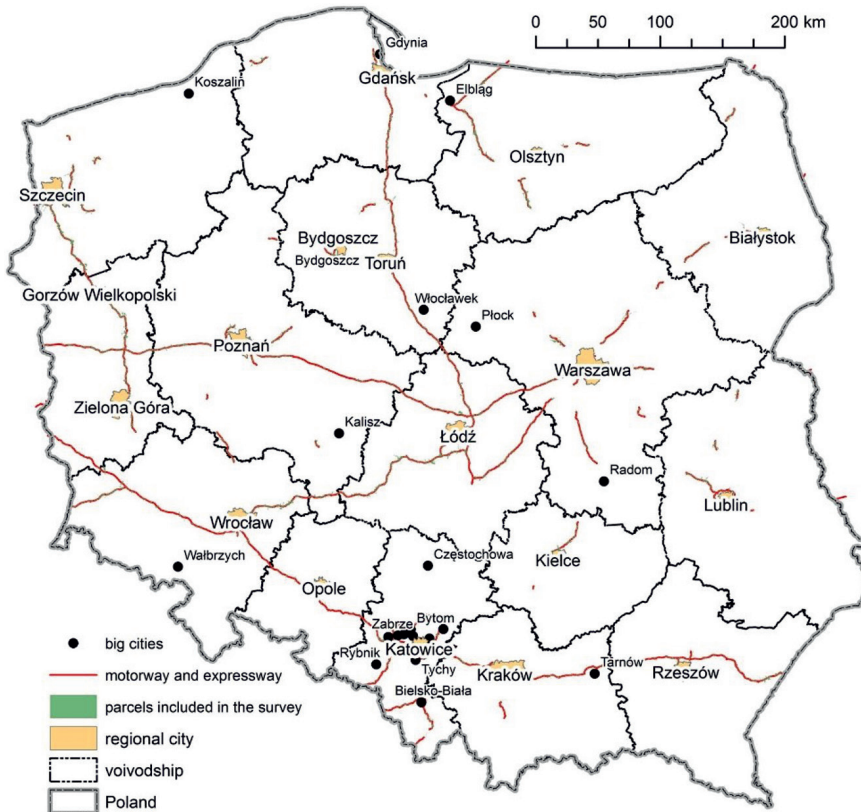 0 50 100 200 km
Gdynia
Gdańsk
Koszalin
Elbląg
Olsztyn
Szczecin
Białystok
Bydgoszcz
Bydgoszcz
Toruń
Gorzów Wielkopolski
Włocławek
Płock
Poznań
Warszawa
Zielona Góra
Kalisz
Łódź
Radom
Lublin
Wrocław
Wałbrzych
Częstochowa
Kielce
Opole
Zabrze
Bytom
Katowice
Rybnik
Tychy
Kraków
Tarnów
Rzeszów
Bielsko-Biała
big cities
motorway and expressway
parcels included in the survey
regional city
voivodship
Poland